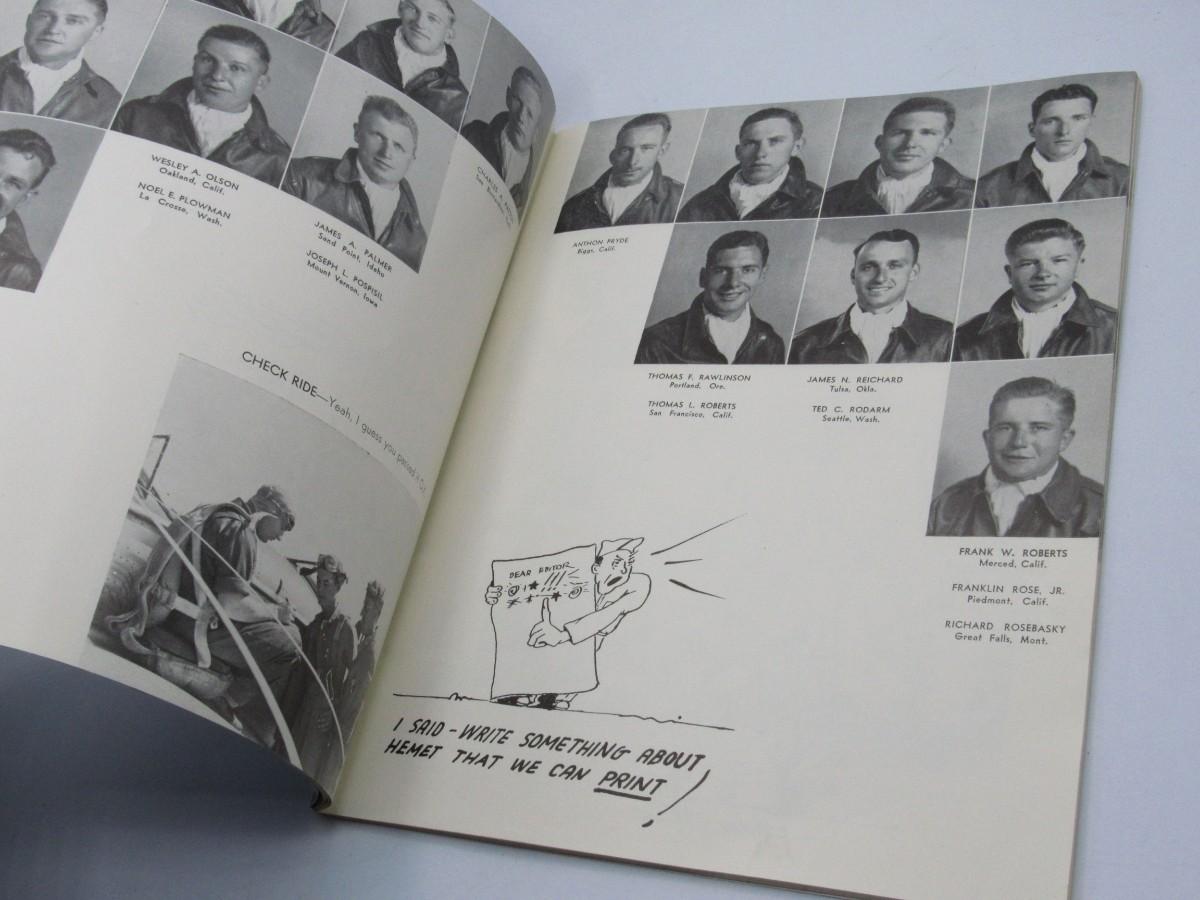 WESLEY A. OLSON
Oakland, Calif.
NOEL E. PLOWMAN
La Crosse, Wash.
JAMES A. PALMER
Sand Point, Idaho
JOSEPH L. POSPISIL
Mount Vernon, Iowa
CHARLES A.
CHECK RIDE—Yeah, I guess you passed it
ANTHON PRYDE
Biggs, Calif.
THOMAS F. RAWLINSON
Portland, Ore.
THOMAS L. ROBERTS
San Francisco, Calif.
JAMES N. REICHARD
Tulsa, Okla.
TED C. RODARM
Seattle, Wash.
FRANK W. ROBERTS
Merced, Calif.
FRANKLIN ROSE, JR.
Piedmont, Calif.
RICHARD ROSEBASKY
Great Falls, Mont.
DEAR EDITOR
I SAID - WRITE SOMETHING ABOUT
HEMET THAT WE CAN PRINT!